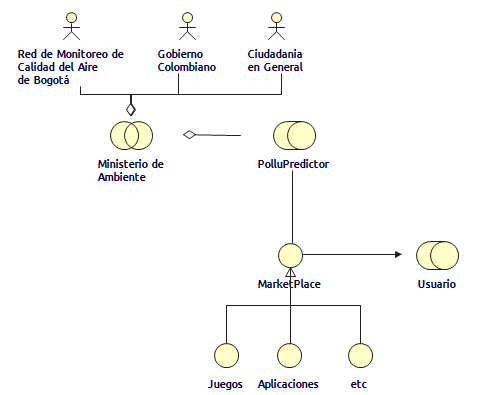 Red de Monitoreo de
Calidad del Aire
de Bogotá
Gobierno
Colombiano
Ciudadania
en General
Ministerio de
Ambiente
PolluPredictor
MarketPlace
Usuario
Juegos
Aplicaciones
etc